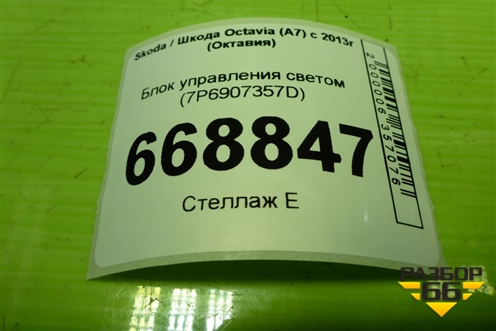 Skoda / Шкода Octavia (A7) с 2013г
(Октавия)
Блок управления светом
(7P6907357D)
668847
Стеллаж Е
2000006357076
РАЗБОР
66